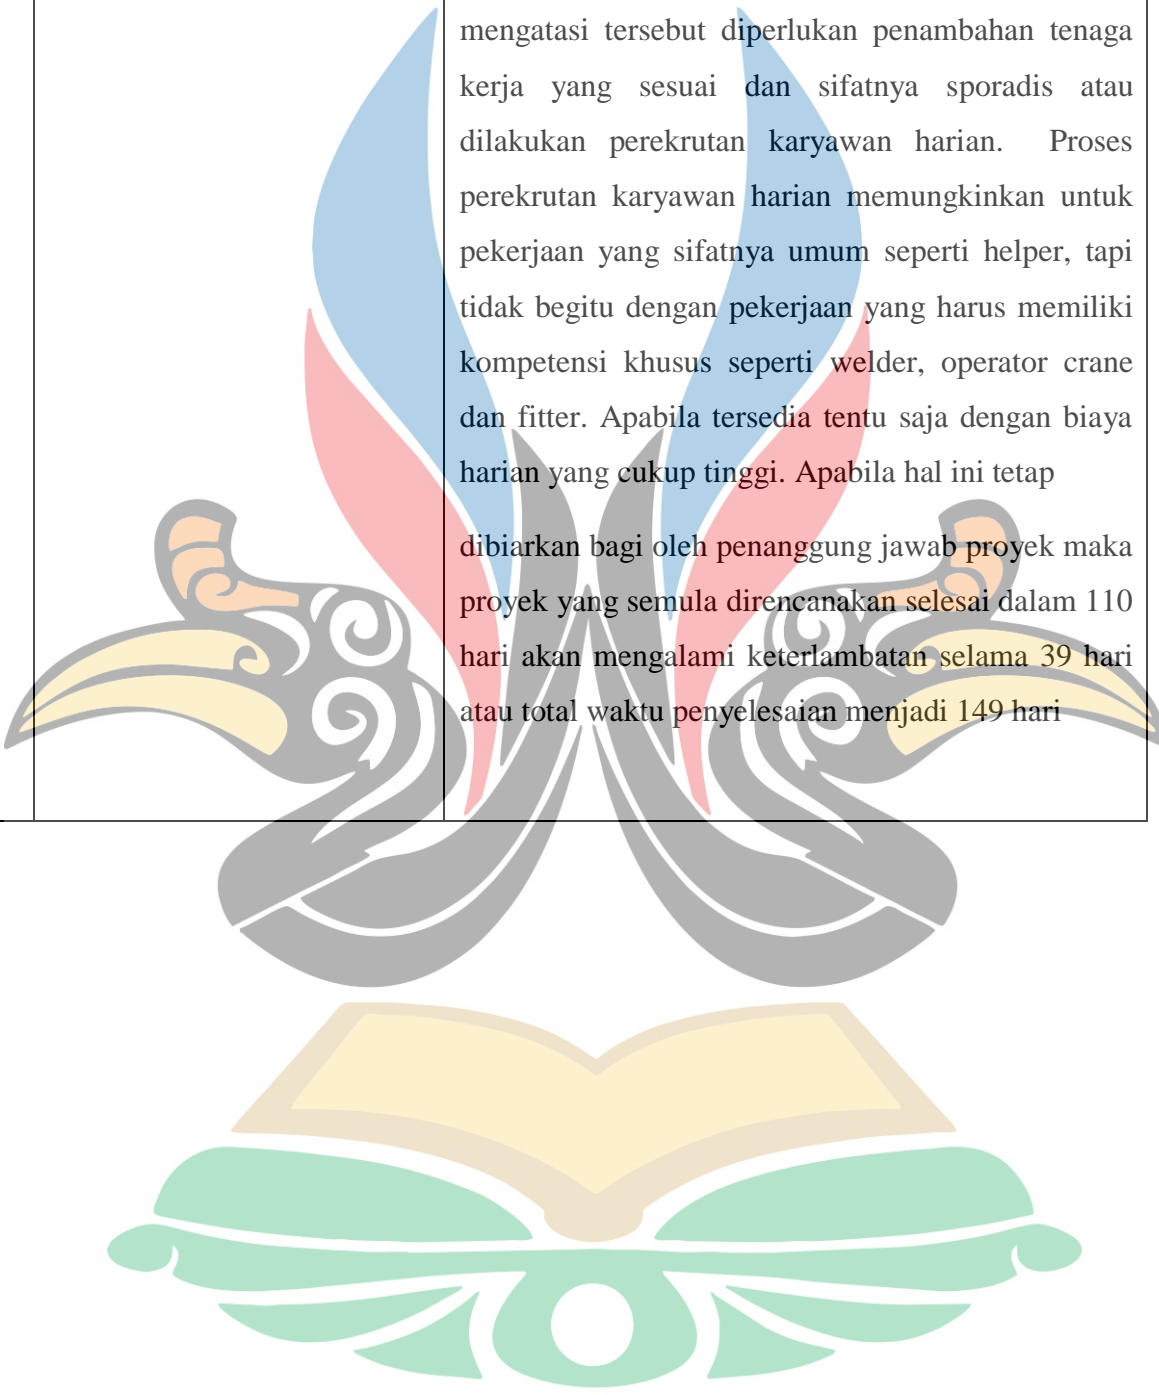 mengatasi tersebut diperlukan penambahan tenaga
kerja yang sesuai dan sifatnya sporadis atau
dilakukan perekrutan karyawan harian. Proses
perekrutan karyawan harian memungkinkan untuk
pekerjaan yang sifatnya umum seperti helper, tapi
tidak begitu dengan pekerjaan yang harus memiliki
kompetensi khusus seperti welder, operator crane
dan fitter. Apabila tersedia tentu saja dengan biaya
harian yang cukup tinggi. Apabila hal ini tetap
dibiarkan bagi oleh penanggung jawab proyek maka
proyek yang semula direncanakan selesai dalam 110
hari akan mengalami keterlambatan selama 39 hari
atau total waktu penyelesaian menjadi 149 hari